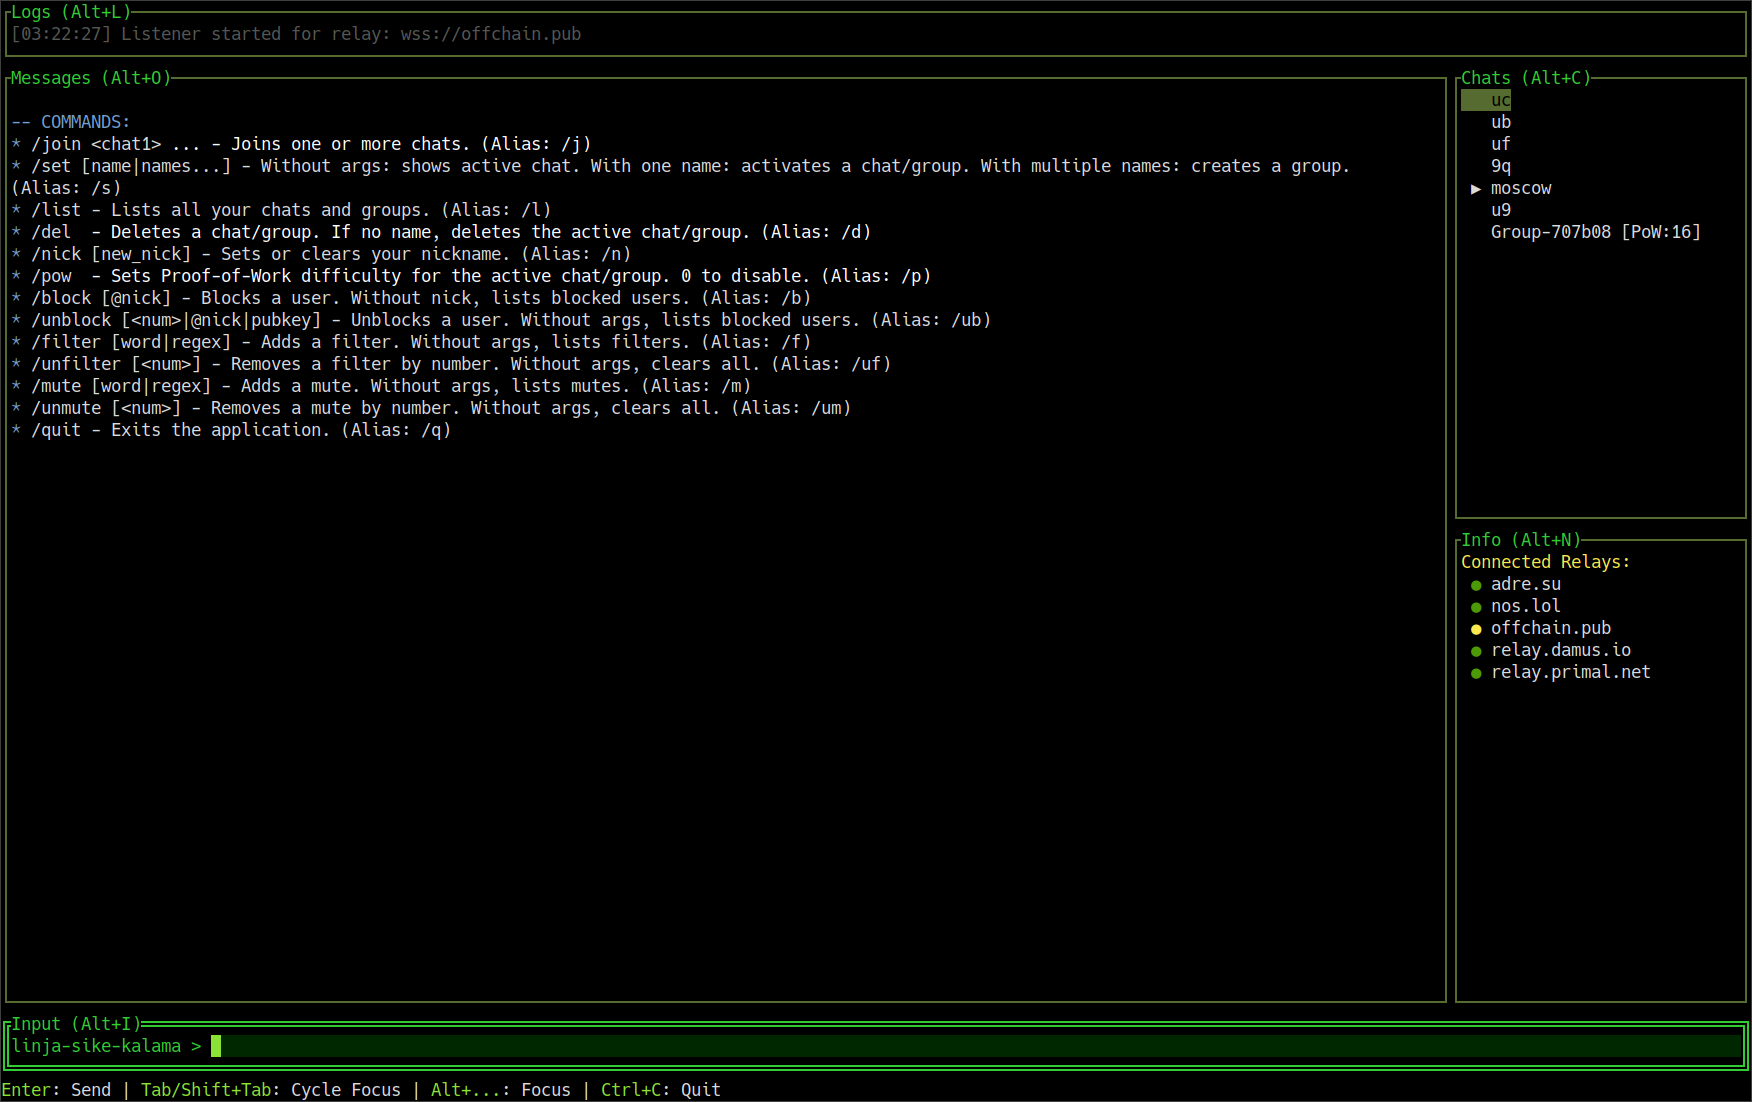 Logs (Alt+L)
[03:22:27] Listener started for relay: wss://offchain.pub
Messages (Alt+O)
-- COMMANDS:
* /join <chat1> ... - Joins one or more chats. (Alias: /j)
* /set [name|names...] - Without args: shows active chat. With one name: activates a chat/group. With multiple names: creates a group.
(Alias: /s)
* /list - Lists all your chats and groups. (Alias: /l)
* /del  - Deletes a chat/group. If no name, deletes the active chat/group. (Alias: /d)
* /nick [new_nick] - Sets or clears your nickname. (Alias: /n)
* /pow  - Sets Proof-of-Work difficulty for the active chat/group. 0 to disable. (Alias: /p)
* /block [@nick] - Blocks a user. Without nick, lists blocked users. (Alias: /b)
* /unblock [<num>|@nick|pubkey] - Unblocks a user. Without args, lists blocked users. (Alias: /ub)
* /filter [word|regex] - Adds a filter. Without args, lists filters. (Alias: /f)
* /unfilter [<num>] - Removes a filter by number. Without args, clears all. (Alias: /uf)
* /mute [word|regex] - Adds a mute. Without args, lists mutes. (Alias: /m)
* /unmute [<num>] - Removes a mute by number. Without args, clears all. (Alias: /um)
* /quit - Exits the application. (Alias: /q)
Chats (Alt+C)
uc
ub
uf
9q
▶ moscow
u9
Group-707b08 [PoW:16]
Info (Alt+N)
Connected Relays:
● adre.su
● nos.lol
● offchain.pub
● relay.damus.io
● relay.primal.net
Input (Alt+I)
linja-sike-kalama >
Enter: Send | Tab/Shift+Tab: Cycle Focus | Alt+...: Focus | Ctrl+C: Quit